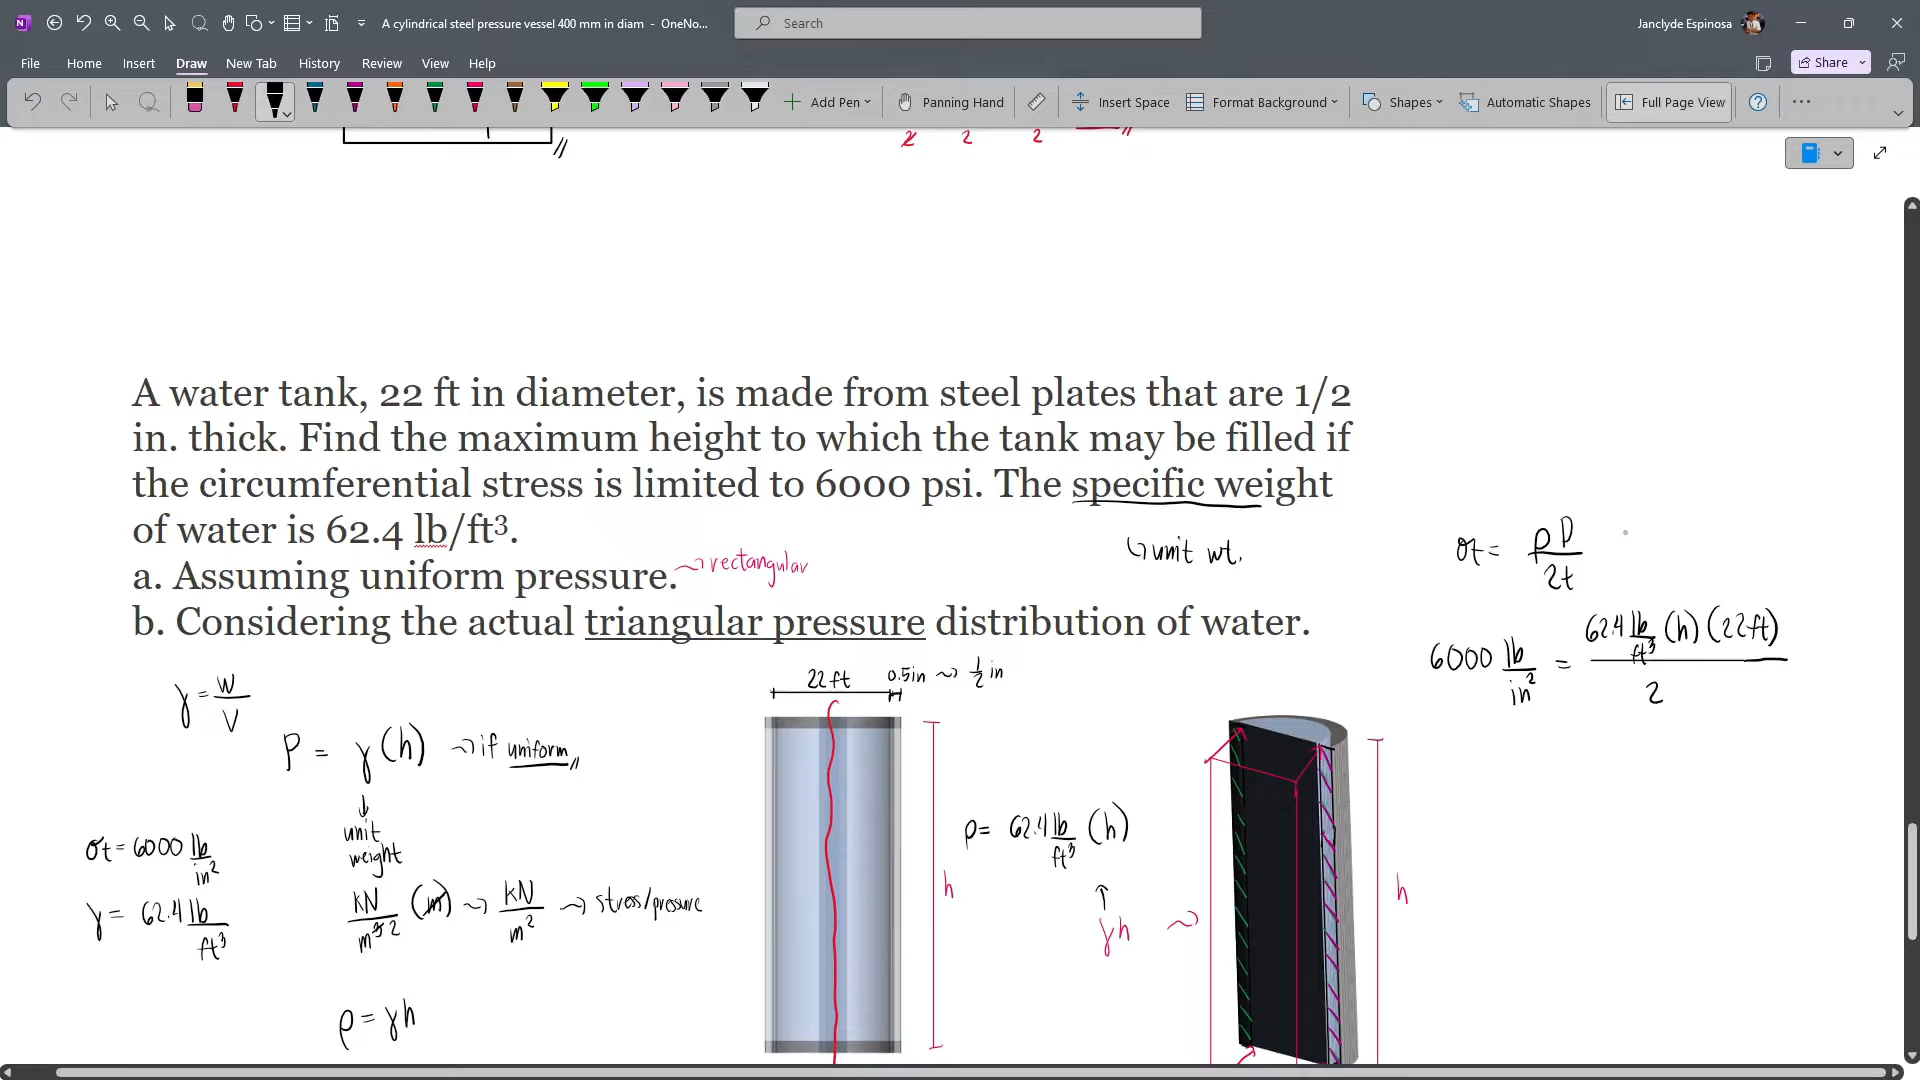 A cylindrical steel pressure vessel 400 mm in diam - OneNo...
Search
Janclyde Espinosa
File Home Insert Draw New Tab History Review View Help
Share
Add Pen Panning Hand Insert Space Format Background Shapes Automatic Shapes Full Page View
2 2 2
A water tank, 22 ft in diameter, is made from steel plates that are 1/2
in. thick. Find the maximum height to which the tank may be filled if
the circumferential stress is limited to 6000 psi. The specific weight
of water is 62.4 lb/ft³.
↳ unit wt.
a. Assuming uniform pressure. ~> rectangular
b. Considering the actual triangular pressure distribution of water.
σt = ρD/2t
6000 lb/in² = 62.4 lb/ft³ (h) (22ft) / 2
22 ft 0.5in ~> 1/2 in
γ = W/V
P = γ(h) ~> if uniform
↓
unit
weight
σt = 6000 lb/in²
γ = 62.4 lb/ft³
kN/m³2 (m) ~> kN/m² ~> stress/pressure
ρ = γh
h
ρ = 62.4 lb/ft³ (h)
↑
γh ~>
h